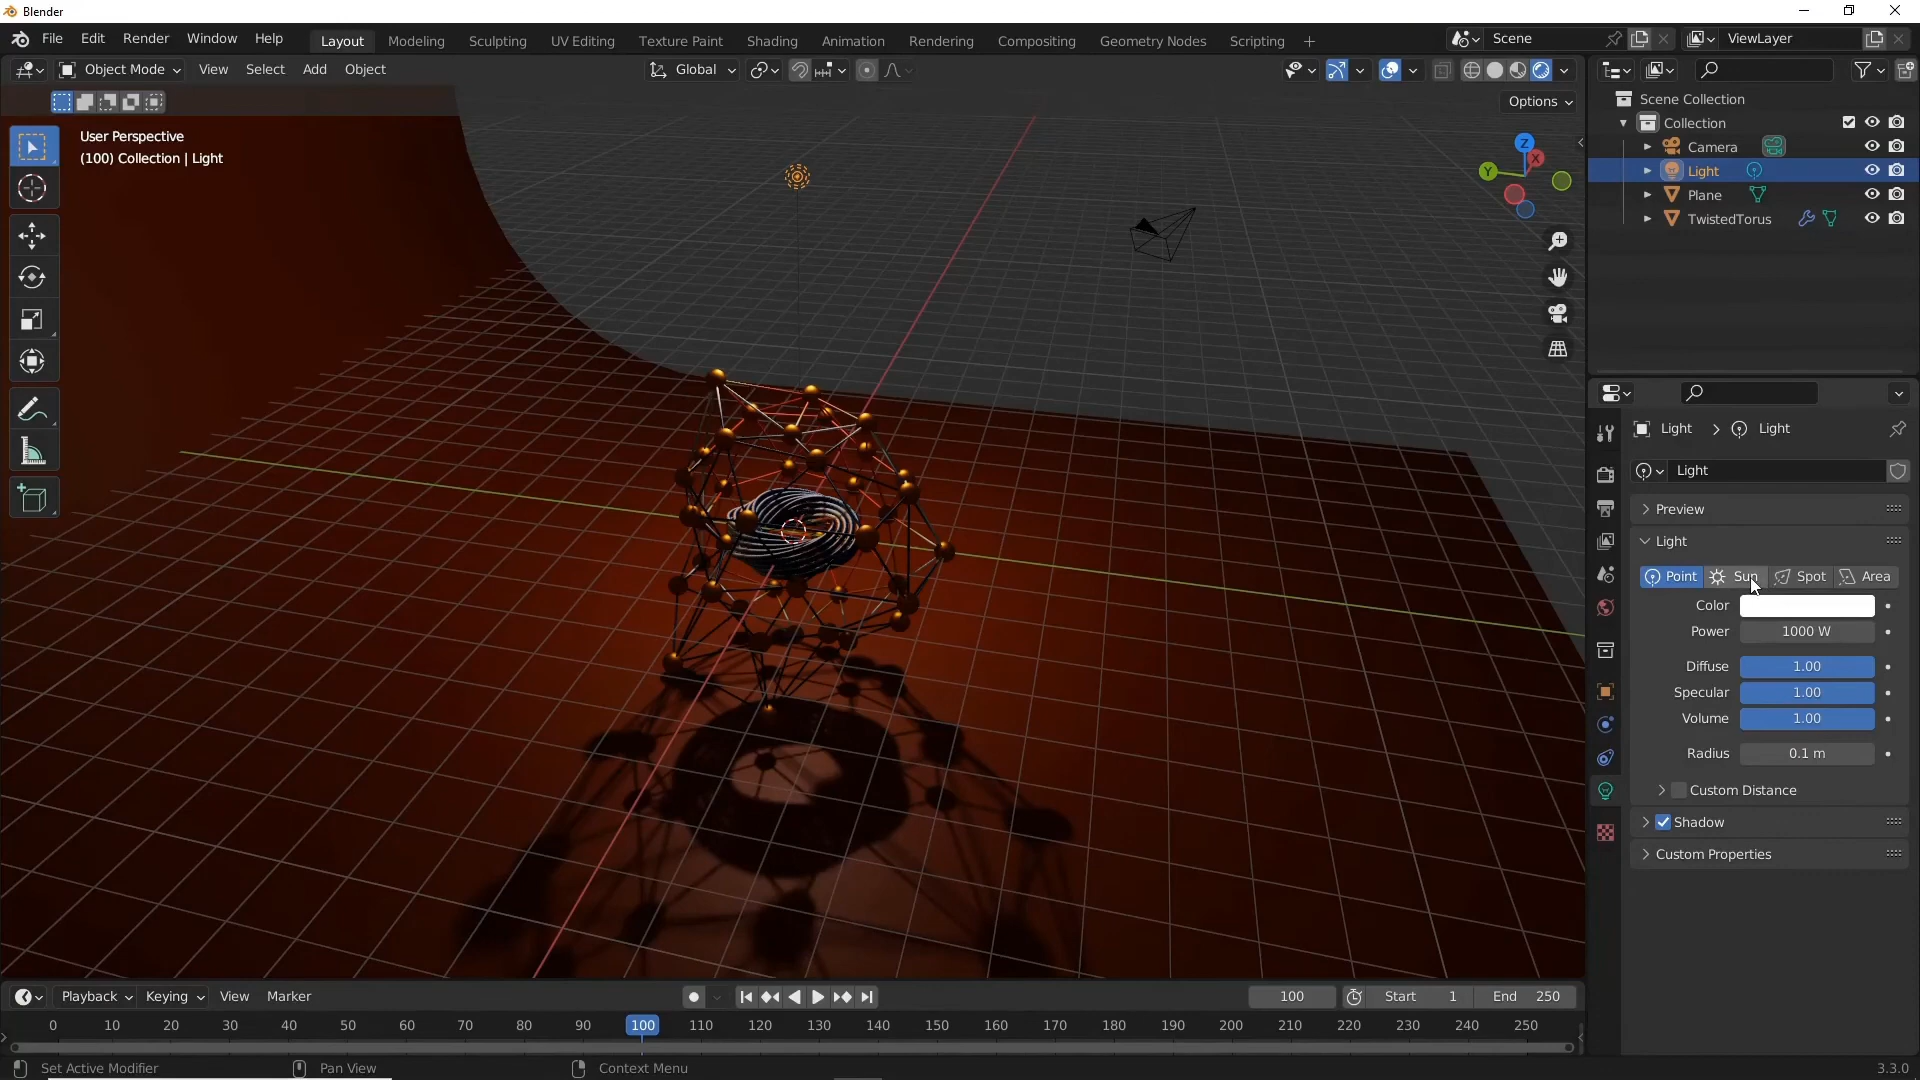 Blender
File Edit Render Window Help Layout Modeling Sculpting UV Editing Texture Paint Shading Animation Rendering Compositing Geometry Nodes Scripting + Scene ViewLayer
Object Mode View Select Add Object Global
Options
User Perspective
(100) Collection | Light
Z
X
Y
Scene Collection
Collection
Camera
Light
Plane
TwistedTorus
Light > Light
Light
Preview
Light
Point Sun Spot Area
Color
Power 1000 W
Diffuse 1.00
Specular 1.00
Volume 1.00
Radius 0.1 m
Custom Distance
Shadow
Custom Properties
Playback Keying View Marker 100 Start 1 End 250
0 10 20 30 40 50 60 70 80 90 100 110 120 130 140 150 160 170 180 190 200 210 220 230 240 250
Set Active Modifier Pan View Context Menu 3.3.0